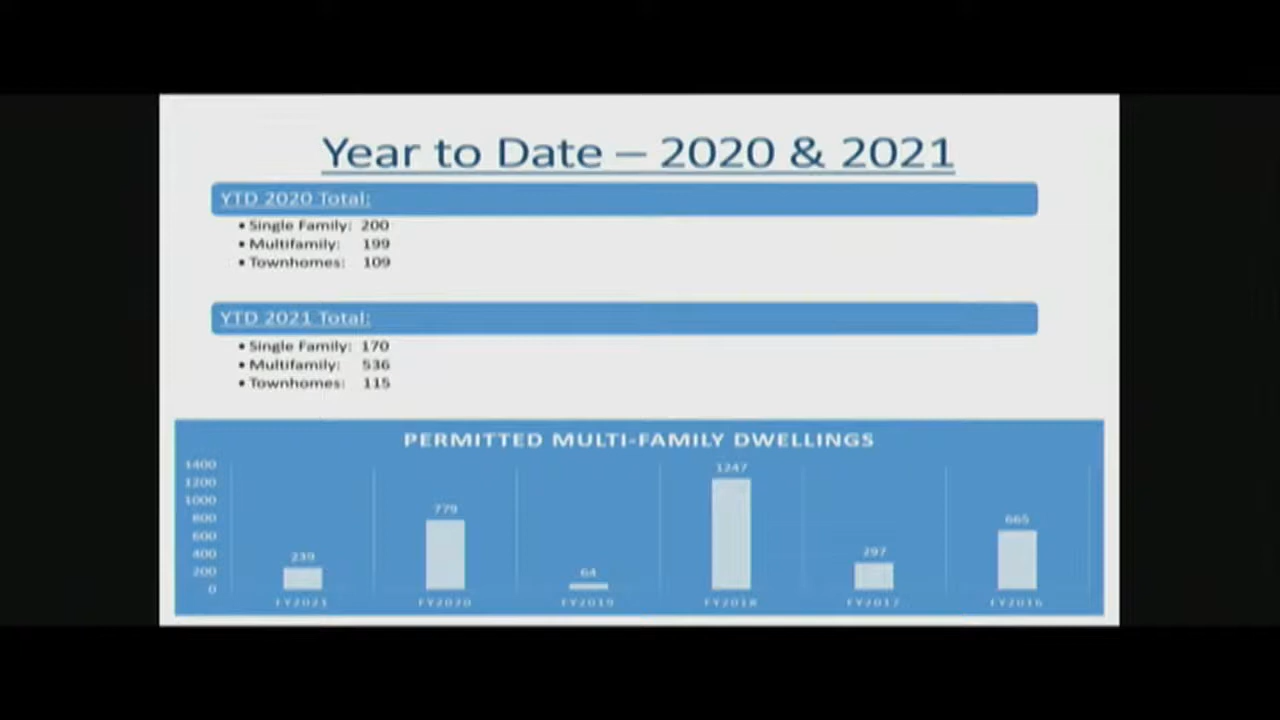 Year to Date – 2020 & 2021
YTD 2020 Total:
• Single Family: 200
• Multifamily: 199
• Townhomes: 109
YTD 2021 Total:
• Single Family: 170
• Multifamily: 536
• Townhomes: 115
PERMITTED MULTI-FAMILY DWELLINGS
1400
1200
1000
800
600
400
200
0
239
779
64
1247
297
665
FY2021 FY2020 FY2019 FY2018 FY2017 FY2016